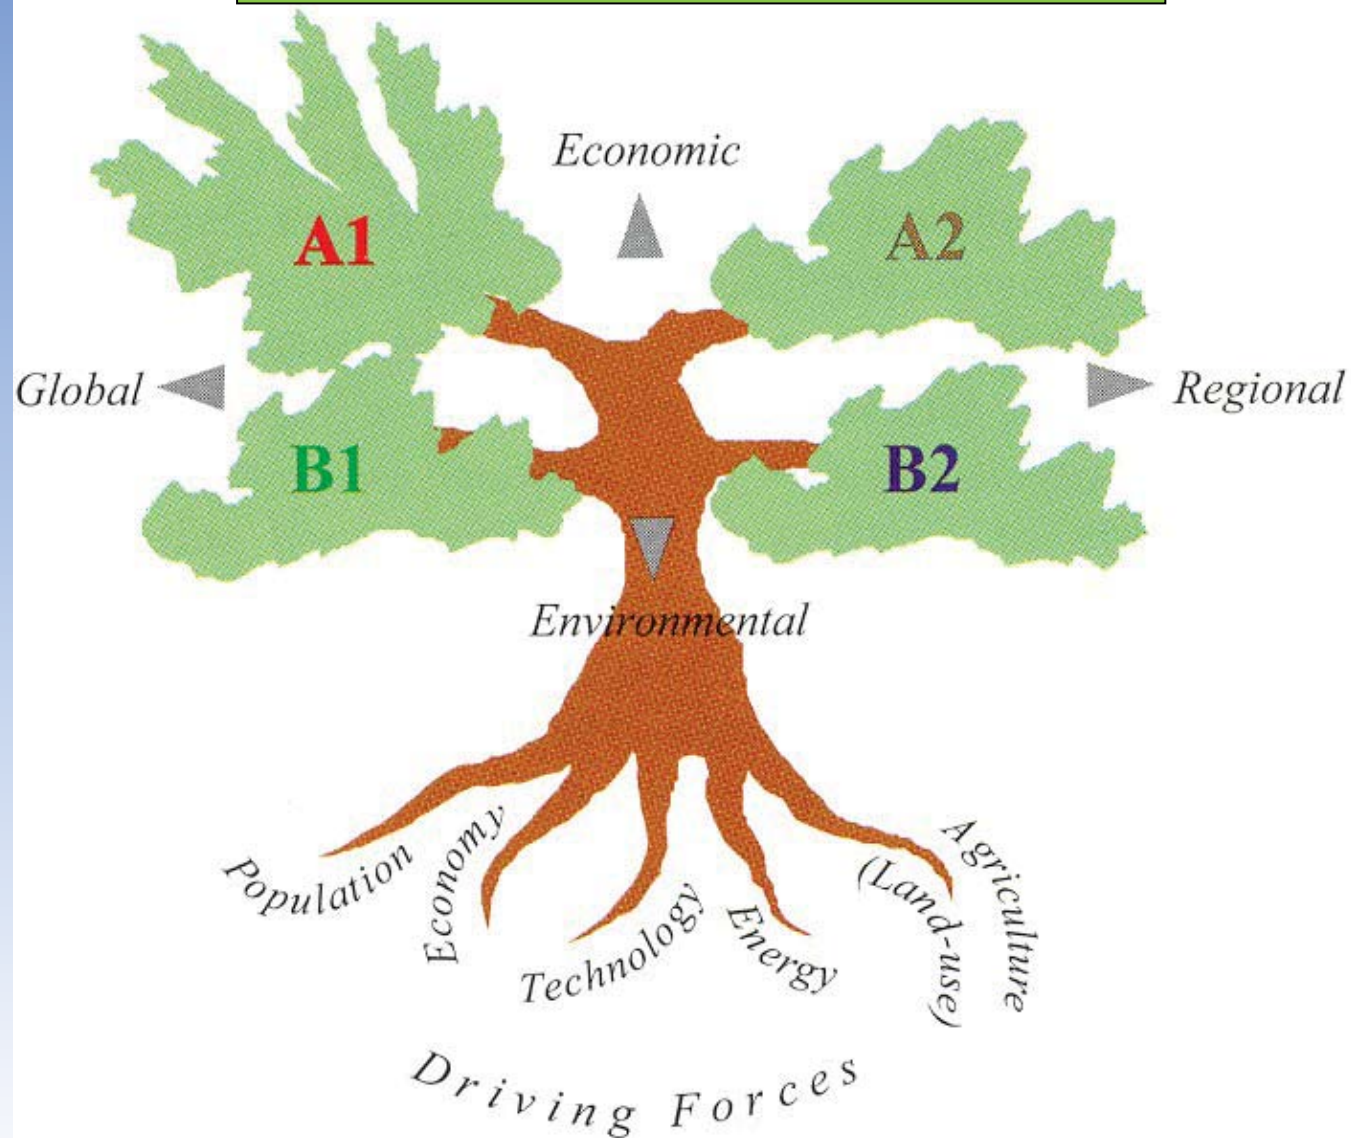 Economic
A1
A2
Global
Regional
B1
B2
Environmental
Population
Economy
Technology
Energy
(Land-use)
Agriculture
Driving Forces